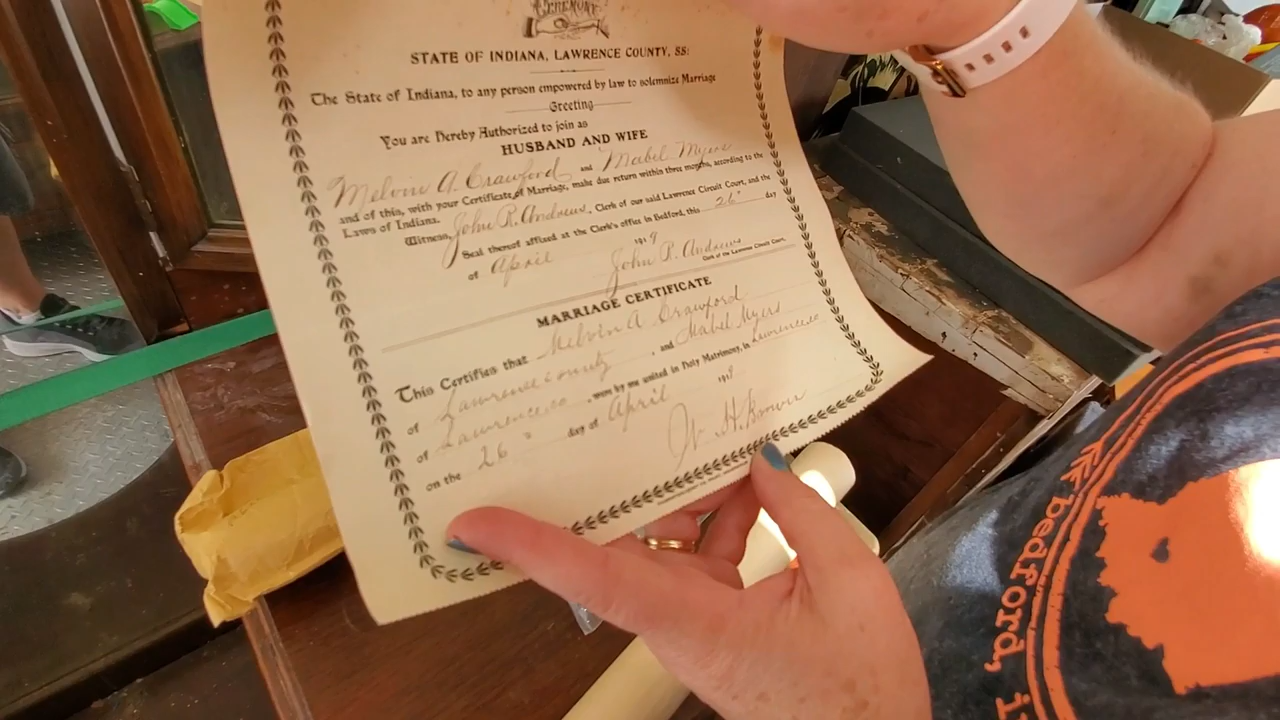 CEREMONY
STATE OF INDIANA, LAWRENCE COUNTY, SS:
The State of Indiana, to any person empowered by law to solemnize Marriage
Greeting
You are Hereby Authorized to join as
HUSBAND AND WIFE
Melvin A. Crawford and Mabel Myers
and of this, with your Certificate of Marriage, make due return within three months, according to the
Laws of Indiana.
Witness, John R. Andrews, Clerk of our said Lawrence Circuit Court, and the
Seal thereof affixed at the Clerk's office in Bedford, this 26" day
of April 1919
John R. Andrews
Clerk of the Lawrence Circuit Court.
MARRIAGE CERTIFICATE
This Certifies that Melvin A Crawford
of Lawrence County, and Mabel Myers
of Lawrence co, were by me united in Holy Matrimony, in Lawrence co
on the 26" day of April 1919
W. H. Brown
bedford, i